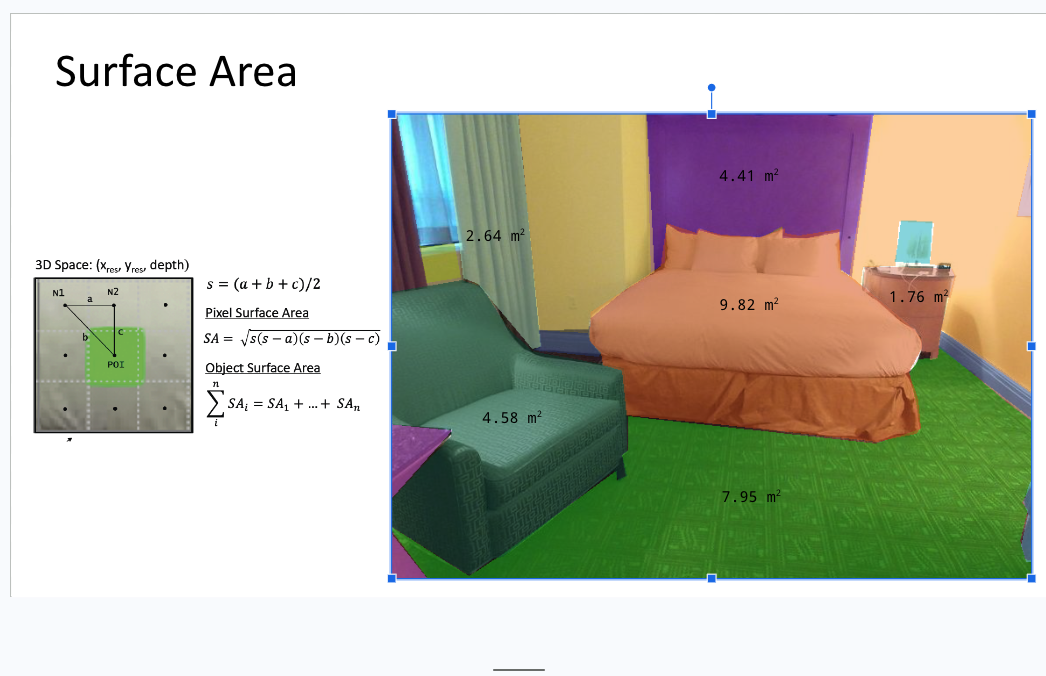 Surface Area
3D Space: (xres, yres, depth)
N1
N2
a
b
c
POI
s = (a + b + c)/2
Pixel Surface Area
SA = √s(s − a)(s − b)(s − c)
Object Surface Area
n
∑ SAi = SA1 + …+ SAn
i
4.41 m²
2.64 m²
9.82 m²
1.76 m²
4.58 m²
7.95 m²